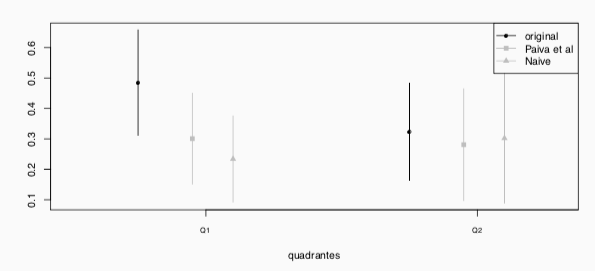 original
Paiva et al
Naive
0.6
0.5
0.4
0.3
0.2
0.1
Q1 Q2
quadrantes